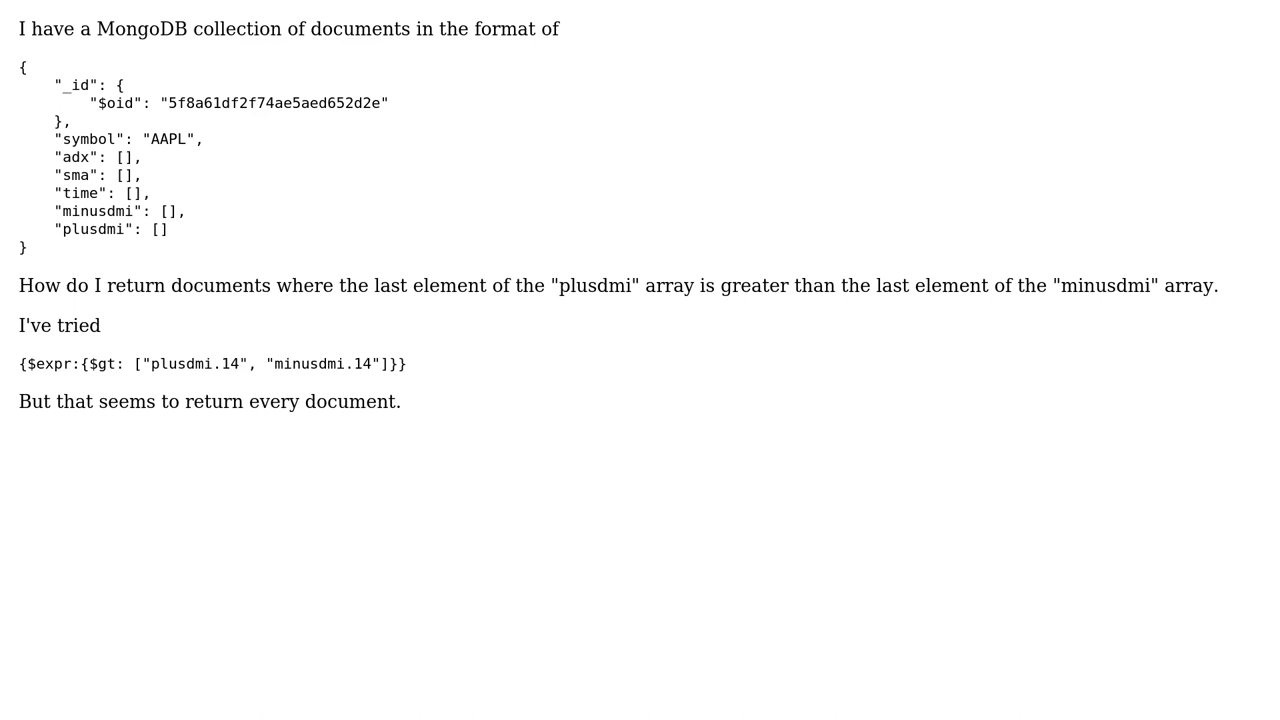 I have a MongoDB collection of documents in the format of
{
    "_id": {
        "$oid": "5f8a61df2f74ae5aed652d2e"
    },
    "symbol": "AAPL",
    "adx": [],
    "sma": [],
    "time": [],
    "minusdmi": [],
    "plusdmi": []
}
How do I return documents where the last element of the "plusdmi" array is greater than the last element of the "minusdmi" array.
I've tried
{$expr:{$gt: ["plusdmi.14", "minusdmi.14"]}}
But that seems to return every document.